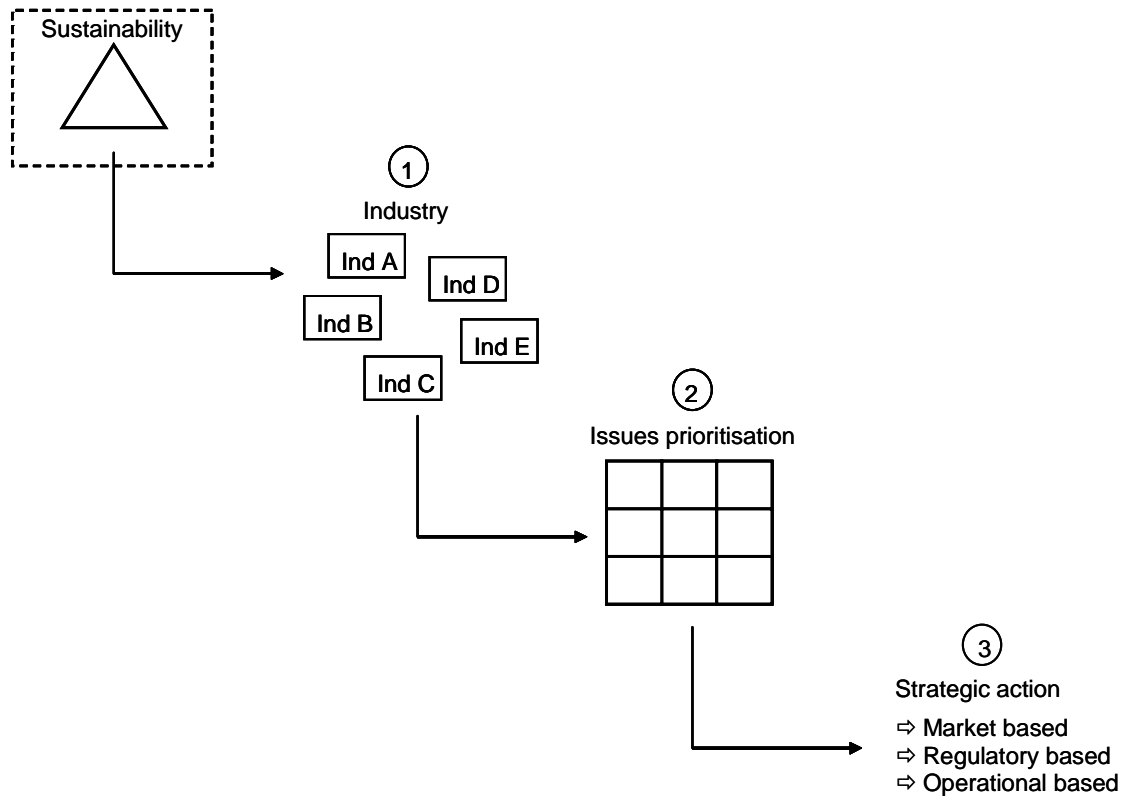 Sustainability
1
Industry
Ind A
Ind D
Ind B
Ind E
Ind C
2
Issues prioritisation
3
Strategic action
⇨ Market based
⇨ Regulatory based
⇨ Operational based